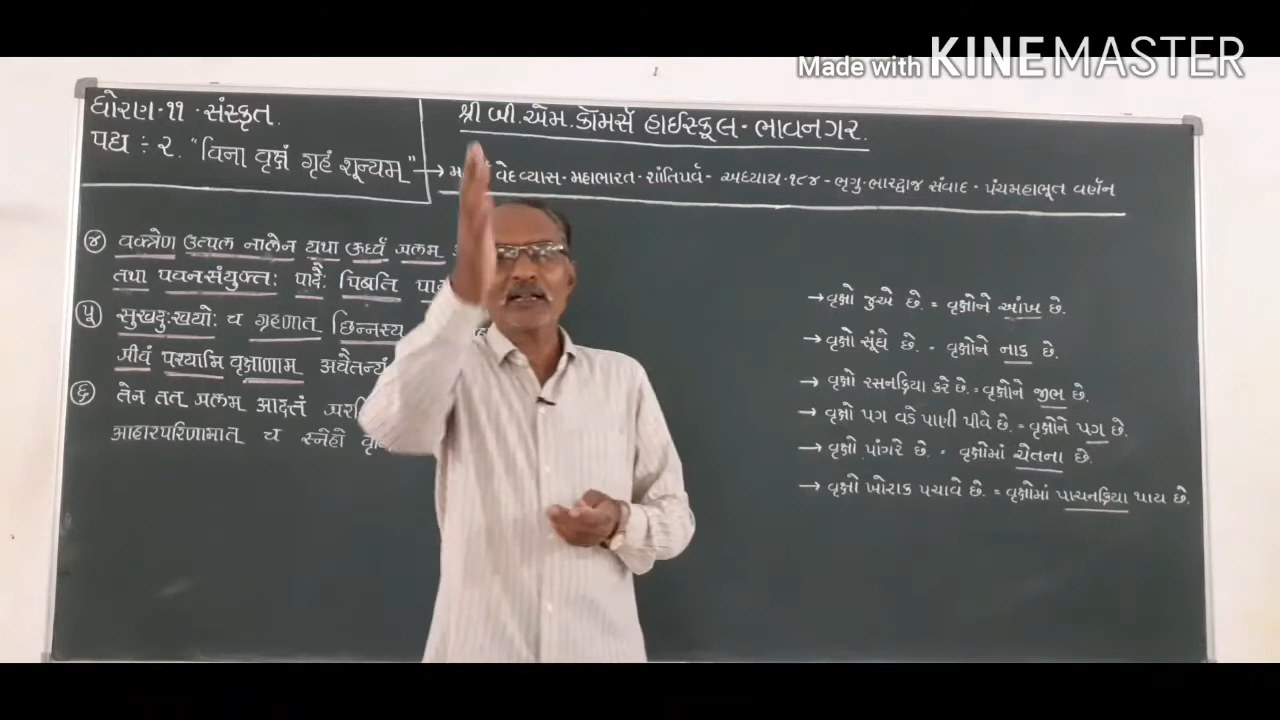 Made with KINEMASTER
ધોરણ-૧૧ · સંસ્કૃત.
શ્રી બી.એમ.કૉમર્સ હાઈસ્કૂલ - ભાવનગર.
પદ્ય : ૨. "વિના વૃક્ષં ગૃહં શૂન્યમ્"
→ વેદવ્યાસ - મહાભારત - શાંતિપર્વ - અધ્યાય-૧૮૪ - ભૃગુ-ભારદ્વાજ સંવાદ - પંચમહાભૂત વર્ણન
૪ વક્ત્રેણ ઉત્પલ નાલેન યથા ઊર્ધ્વં જલમ્
તથા પવનસંયુક્તઃ પાદૈઃ પિબતિ
૫ સુખદુઃખયોઃ ચ ગ્રહણાત્ છિન્નસ્ય
જીવં પશ્યામિ વૃક્ષાણામ્ અચૈતન્યં
૬ તેન તત્ જલમ્ આદત્તં
આહારપરિણામાત્ ચ સ્નેહો
→ વૃક્ષો જુએ છે. = વૃક્ષોને આંખ છે.
→ વૃક્ષો સૂંઘે છે. = વૃક્ષોને નાક છે.
→ વૃક્ષો રસનક્રિયા કરે છે. = વૃક્ષોને જીભ છે.
→ વૃક્ષો પગ વડે પાણી પીવે છે. = વૃક્ષોને પગ છે.
→ વૃક્ષો પાંગરે છે. = વૃક્ષોમાં ચેતના છે.
→ વૃક્ષો ખોરાક પચાવે છે. = વૃક્ષોમાં પાચનક્રિયા થાય છે.